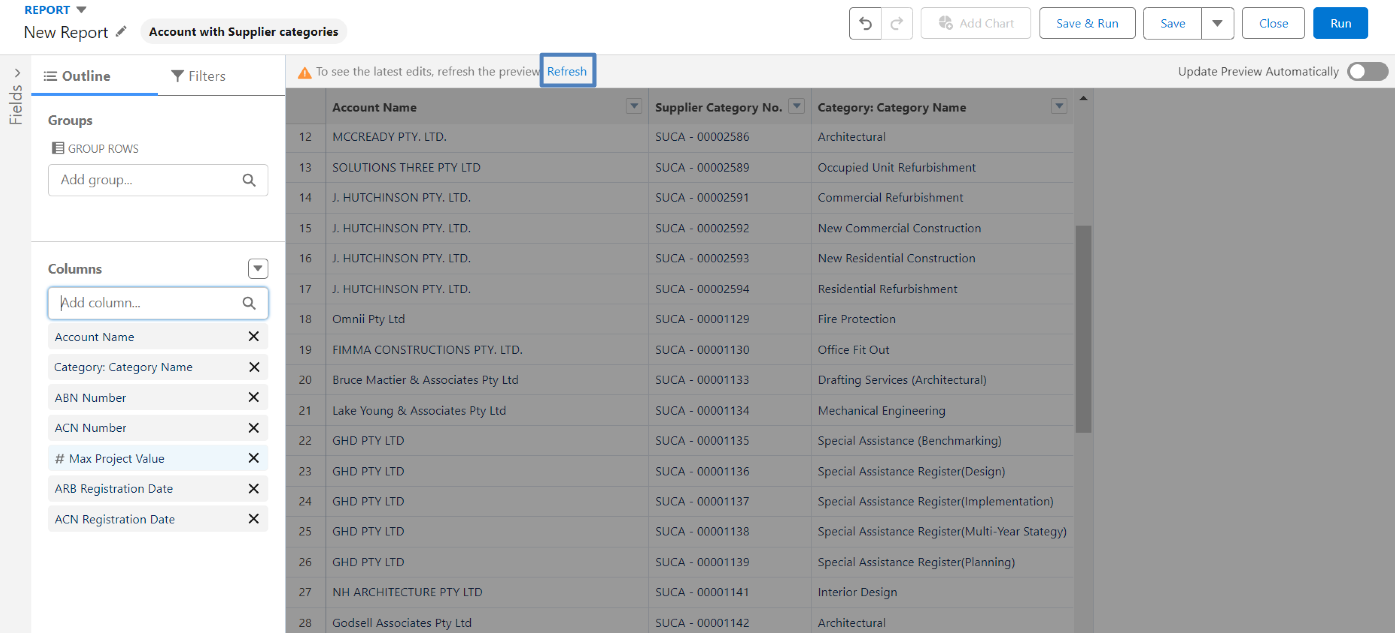 REPORT
New Report
Account with Supplier categories
Add Chart
Save & Run
Save
Close
Run
Fields
Outline
Filters
Groups
GROUP ROWS
Add group...
Columns
Add column...
Account Name
Category: Category Name
ABN Number
ACN Number
# Max Project Value
ARB Registration Date
ACN Registration Date
To see the latest edits, refresh the preview Refresh
Update Preview Automatically
Account Name Supplier Category No. Category: Category Name
12 MCCREADY PTY. LTD. SUCA - 00002586 Architectural
13 SOLUTIONS THREE PTY LTD SUCA - 00002589 Occupied Unit Refurbishment
14 J. HUTCHINSON PTY. LTD. SUCA - 00002591 Commercial Refurbishment
15 J. HUTCHINSON PTY. LTD. SUCA - 00002592 New Commercial Construction
16 J. HUTCHINSON PTY. LTD. SUCA - 00002593 New Residential Construction
17 J. HUTCHINSON PTY. LTD. SUCA - 00002594 Residential Refurbishment
18 Omnii Pty Ltd SUCA - 00001129 Fire Protection
19 FIMMA CONSTRUCTIONS PTY. LTD. SUCA - 00001130 Office Fit Out
20 Bruce Mactier & Associates Pty Ltd SUCA - 00001133 Drafting Services (Architectural)
21 Lake Young & Associates Pty Ltd SUCA - 00001134 Mechanical Engineering
22 GHD PTY LTD SUCA - 00001135 Special Assistance (Benchmarking)
23 GHD PTY LTD SUCA - 00001136 Special Assistance Register(Design)
24 GHD PTY LTD SUCA - 00001137 Special Assistance Register(Implementation)
25 GHD PTY LTD SUCA - 00001138 Special Assistance Register(Multi-Year Stategy)
26 GHD PTY LTD SUCA - 00001139 Special Assistance Register(Planning)
27 NH ARCHITECTURE PTY LTD SUCA - 00001141 Interior Design
28 Godsell Associates Pty Ltd SUCA - 00001142 Architectural